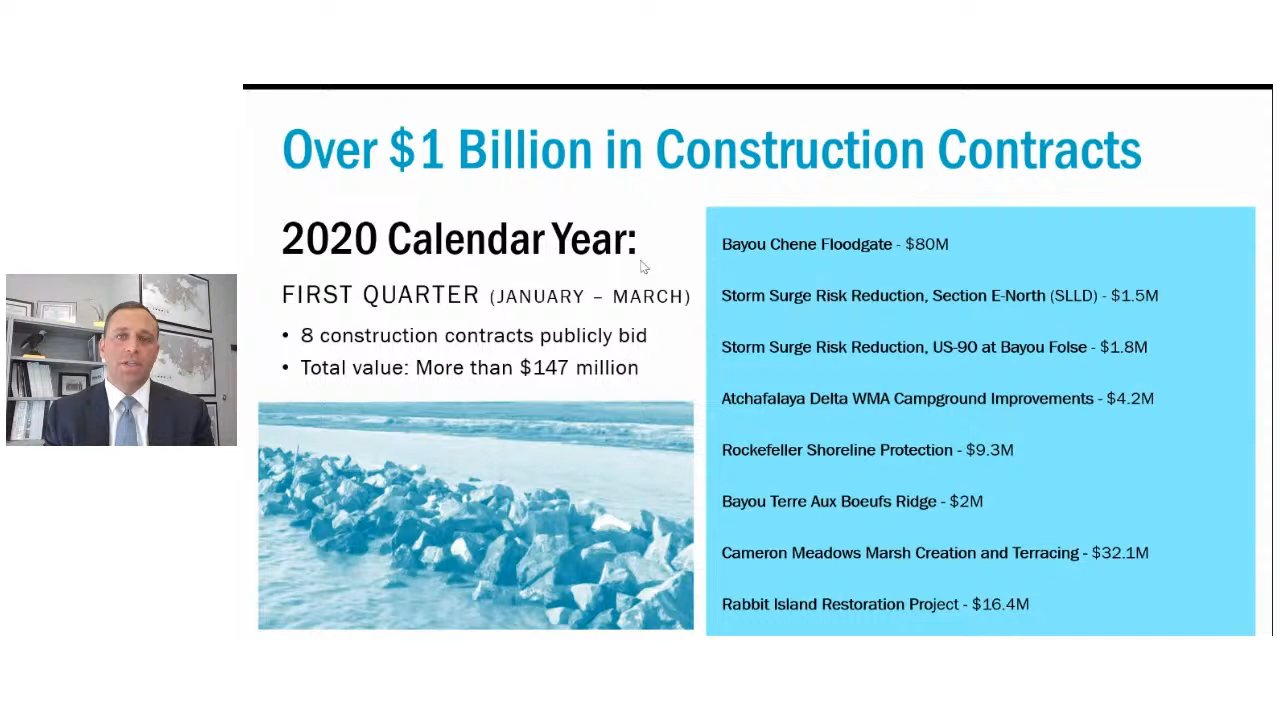 Over $1 Billion in Construction Contracts
2020 Calendar Year:
FIRST QUARTER (JANUARY – MARCH)
• 8 construction contracts publicly bid
• Total value: More than $147 million
Bayou Chene Floodgate - $80M
Storm Surge Risk Reduction, Section E-North (SLLD) - $1.5M
Storm Surge Risk Reduction, US-90 at Bayou Folse - $1.8M
Atchafalaya Delta WMA Campground Improvements - $4.2M
Rockefeller Shoreline Protection - $9.3M
Bayou Terre Aux Boeufs Ridge - $2M
Cameron Meadows Marsh Creation and Terracing - $32.1M
Rabbit Island Restoration Project - $16.4M